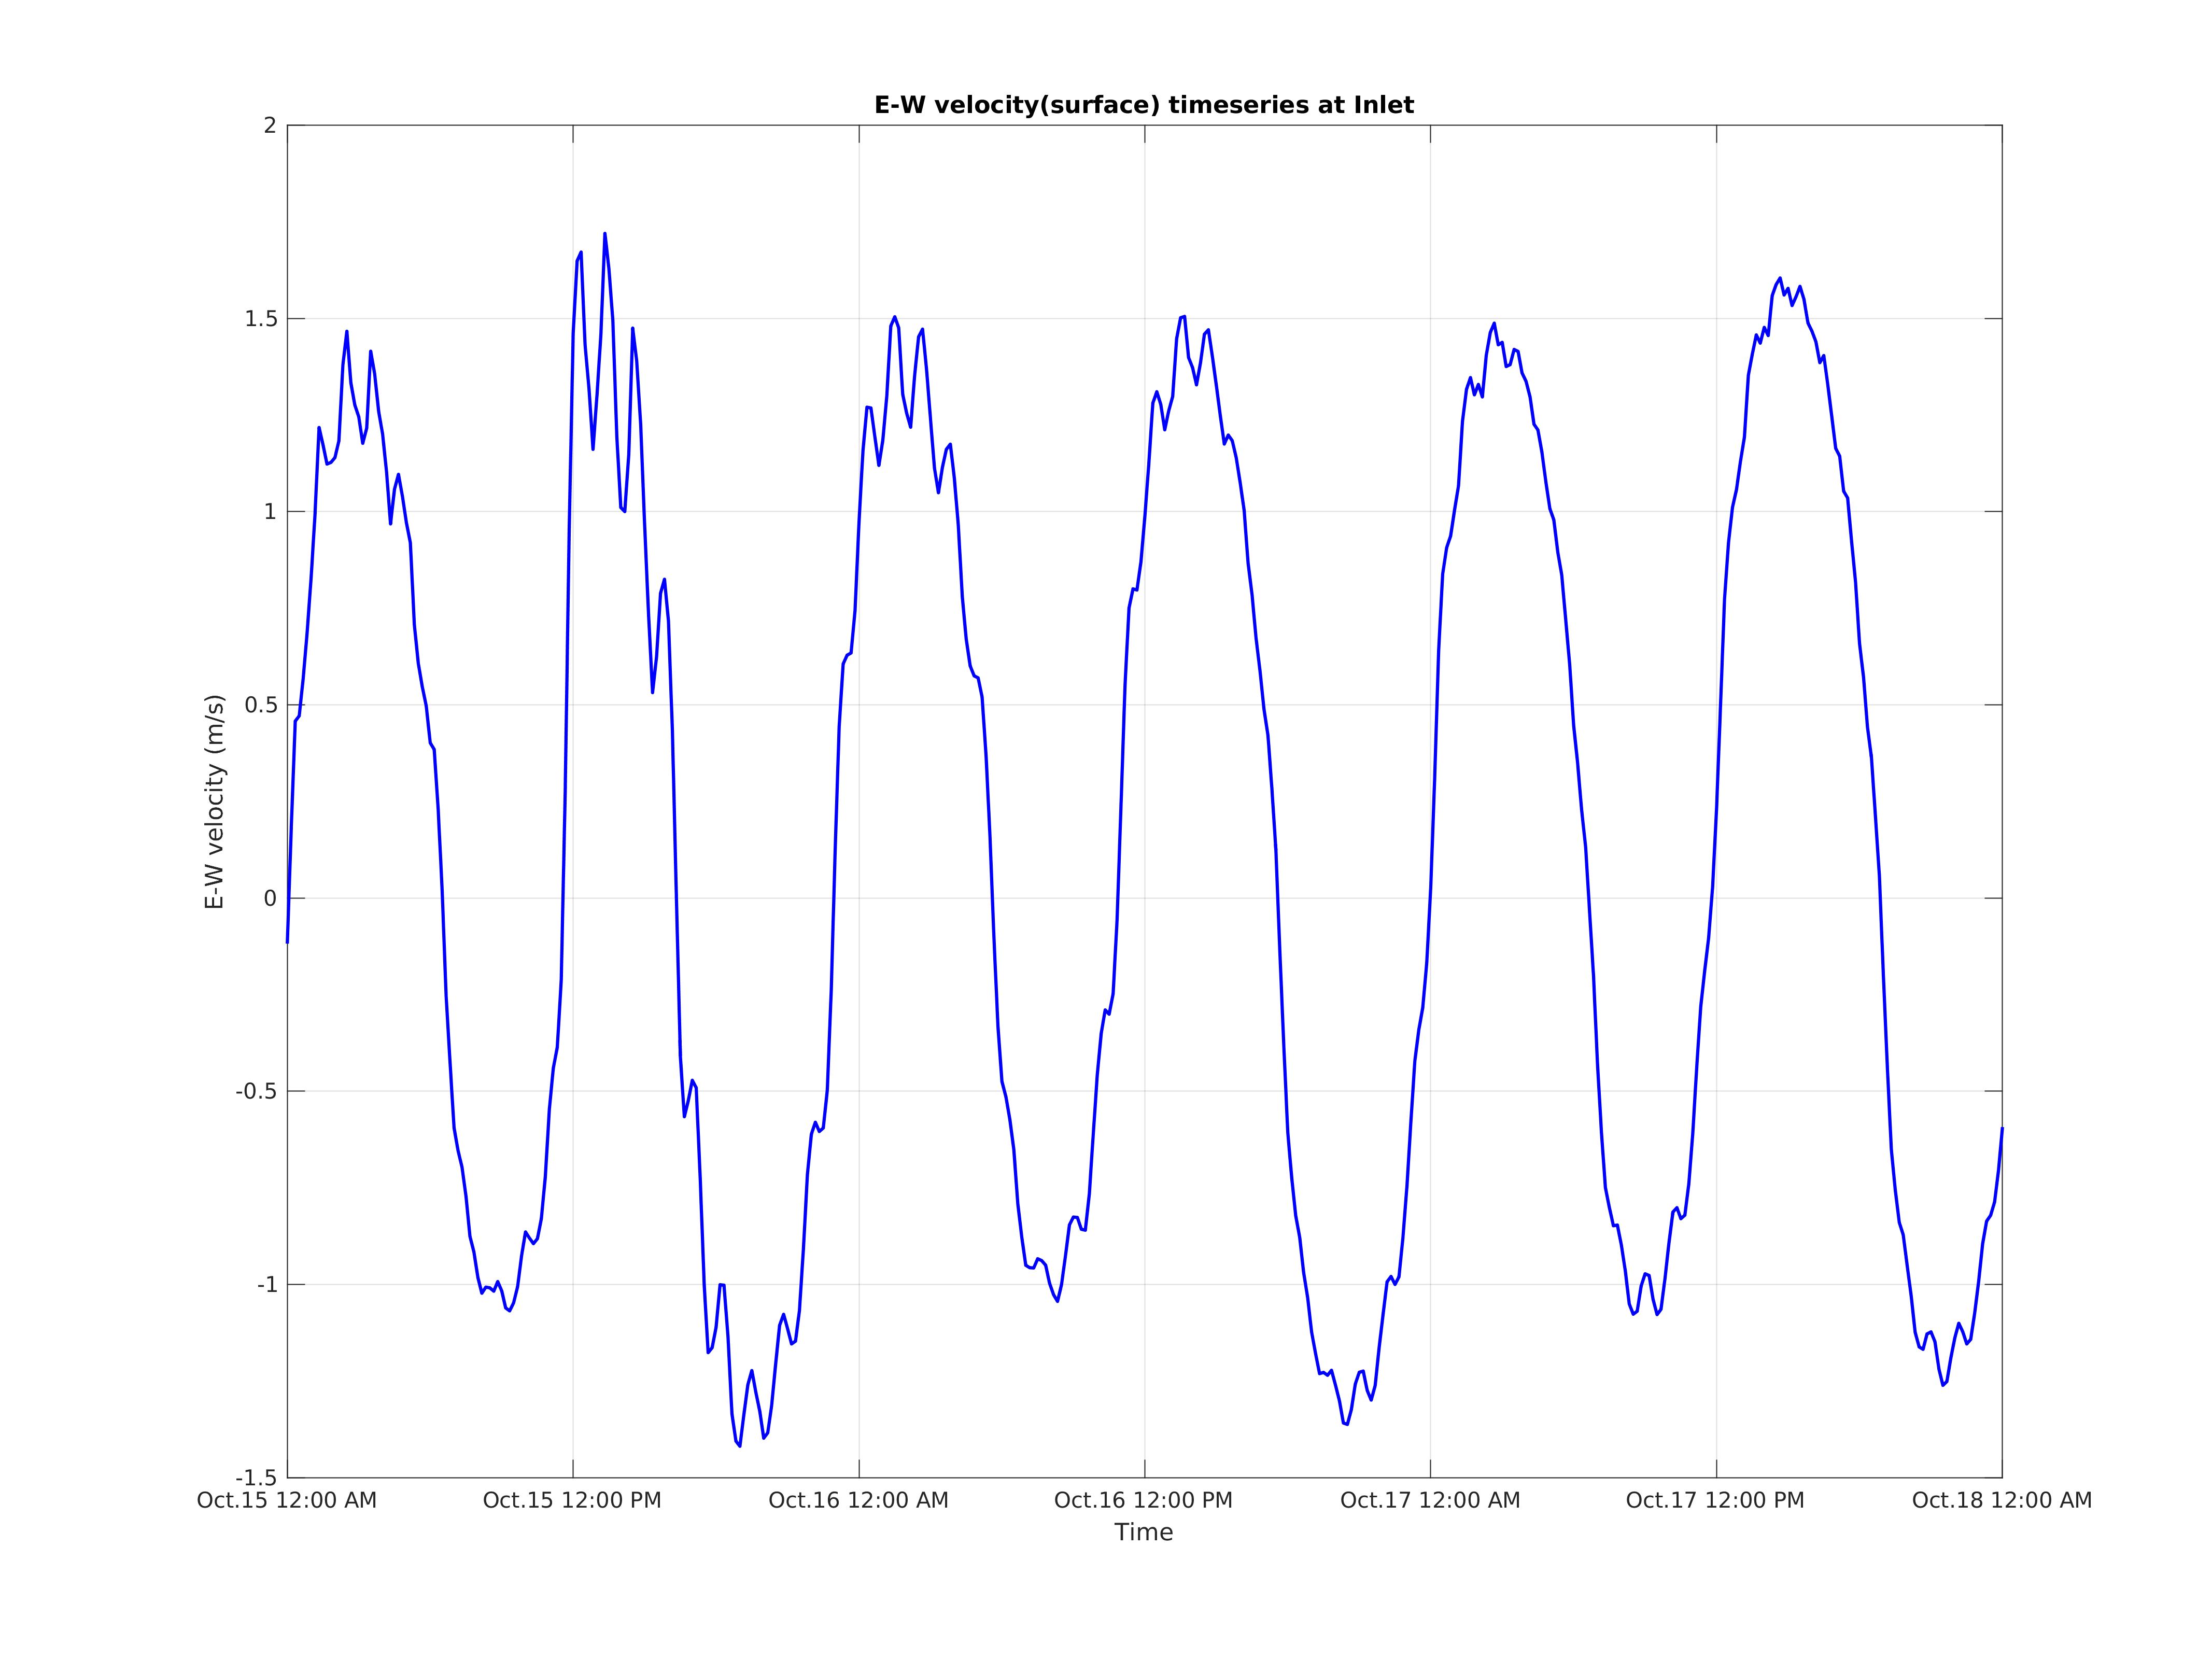 E-W velocity(surface) timeseries at Inlet
2
1.5
1
0.5
0
-0.5
-1
-1.5
E-W velocity (m/s)
Oct.15 12:00 AM
Oct.15 12:00 PM
Oct.16 12:00 AM
Oct.16 12:00 PM
Oct.17 12:00 AM
Oct.17 12:00 PM
Oct.18 12:00 AM
Time